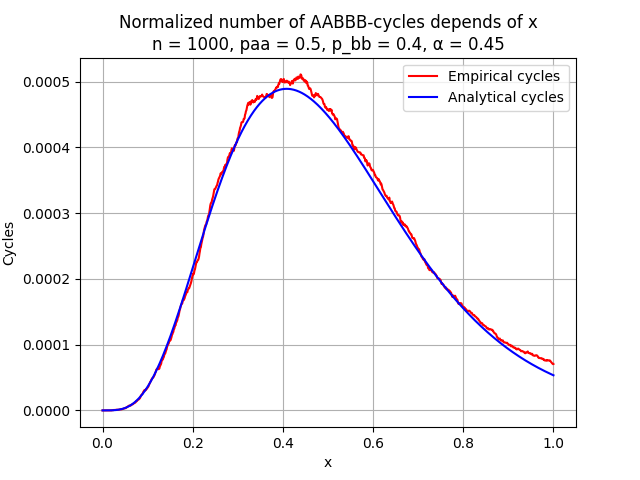 Normalized number of AABBB-cycles depends of x
n = 1000, paa = 0.5, p_bb = 0.4, α = 0.45
Empirical cycles
Analytical cycles
Cycles
0.0005
0.0004
0.0003
0.0002
0.0001
0.0000
0.0 0.2 0.4 0.6 0.8 1.0
x